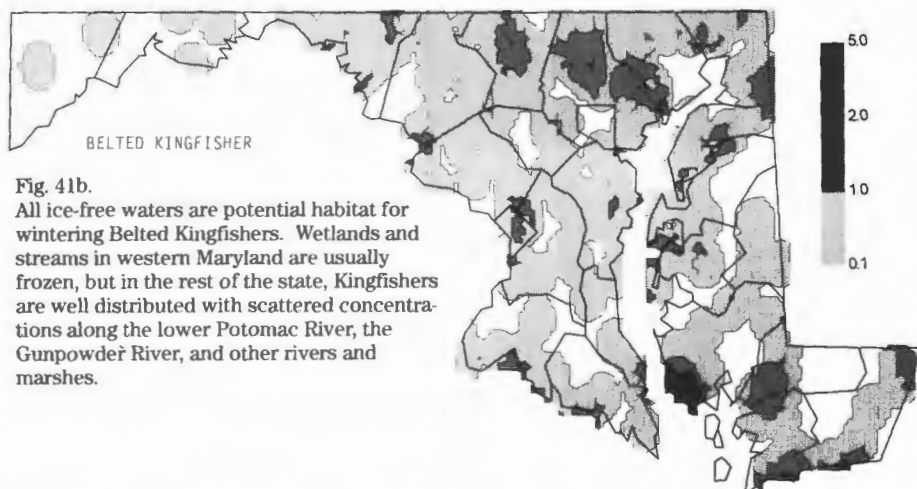 BELTED KINGFISHER
Fig. 41b.
All ice-free waters are potential habitat for
wintering Belted Kingfishers. Wetlands and
streams in western Maryland are usually
frozen, but in the rest of the state, Kingfishers
are well distributed with scattered concentra-
tions along the lower Potomac River, the
Gunpowder River, and other rivers and
marshes.
5.0
2.0
1.0
0.1